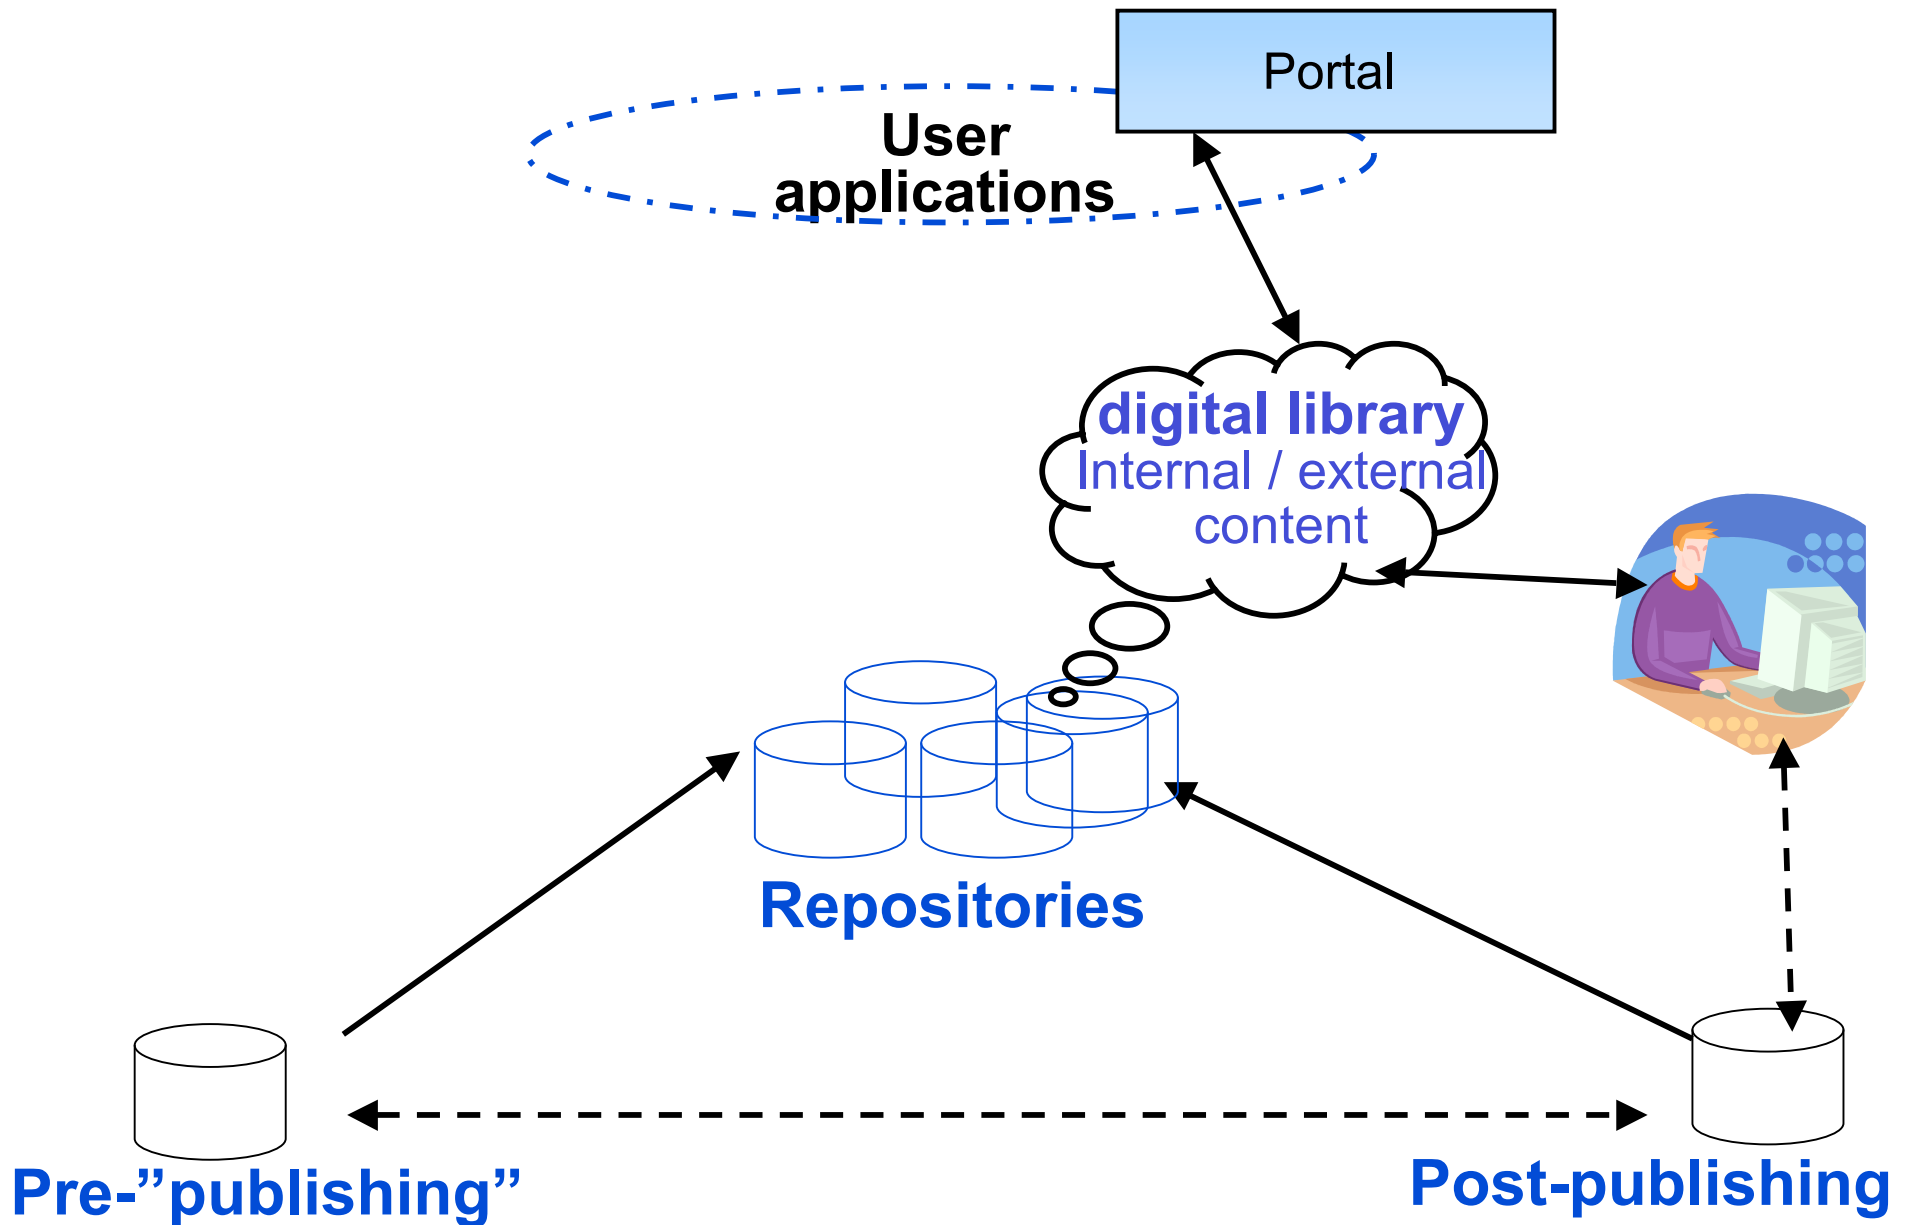 Portal
User
applications
digital library
Internal / external
content
Repositories
Pre-”publishing”
Post-publishing